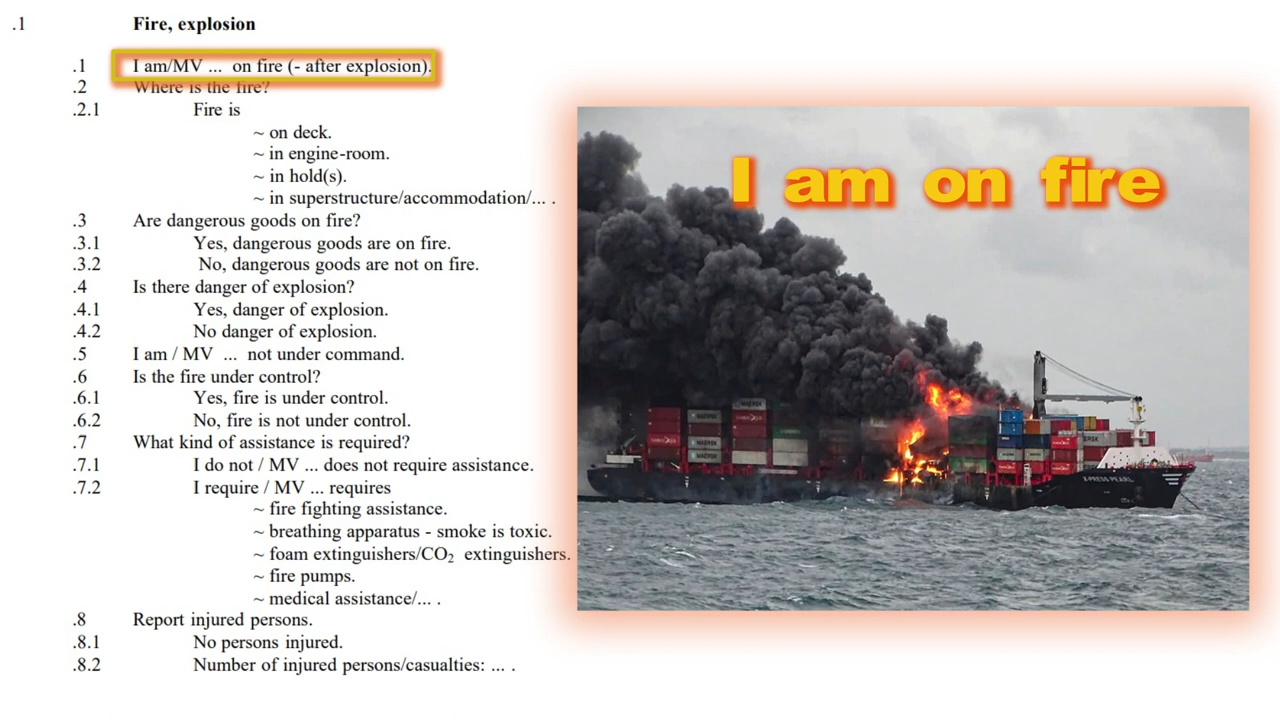 .1 Fire, explosion
.1 I am/MV ... on fire (- after explosion).
.2 Where is the fire?
.2.1 Fire is
~ on deck.
~ in engine-room.
~ in hold(s).
~ in superstructure/accommodation/... .
.3 Are dangerous goods on fire?
.3.1 Yes, dangerous goods are on fire.
.3.2 No, dangerous goods are not on fire.
.4 Is there danger of explosion?
.4.1 Yes, danger of explosion.
.4.2 No danger of explosion.
.5 I am / MV ... not under command.
.6 Is the fire under control?
.6.1 Yes, fire is under control.
.6.2 No, fire is not under control.
.7 What kind of assistance is required?
.7.1 I do not / MV ... does not require assistance.
.7.2 I require / MV ... requires
~ fire fighting assistance.
~ breathing apparatus - smoke is toxic.
~ foam extinguishers/CO₂ extinguishers.
~ fire pumps.
~ medical assistance/... .
.8 Report injured persons.
.8.1 No persons injured.
.8.2 Number of injured persons/casualties: ... .
I am on fire
MAERSK
MAERSK
MAERSK
MAERSK
X-PRESS PEARL